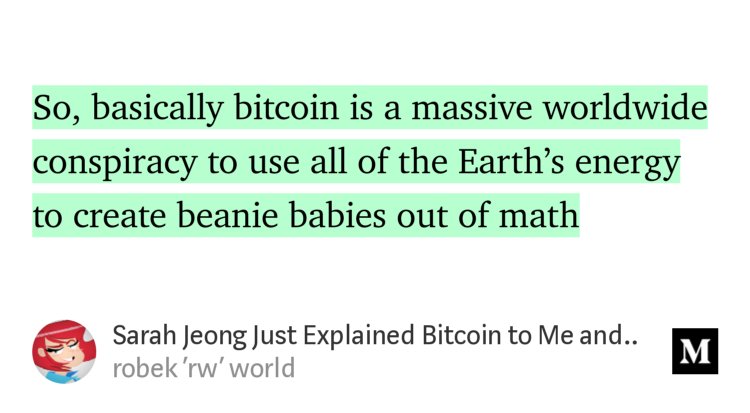 So, basically bitcoin is a massive worldwide
conspiracy to use all of the Earth’s energy
to create beanie babies out of math
Sarah Jeong Just Explained Bitcoin to Me and..
robek 'rw' world
M